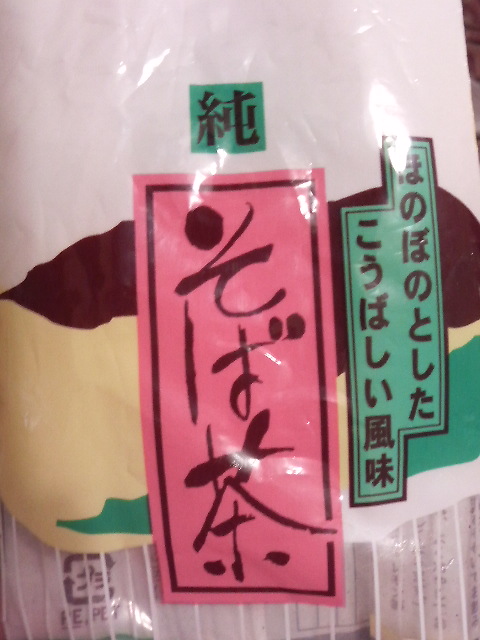 純
そば茶
ほのぼのとした
こうばしい風味